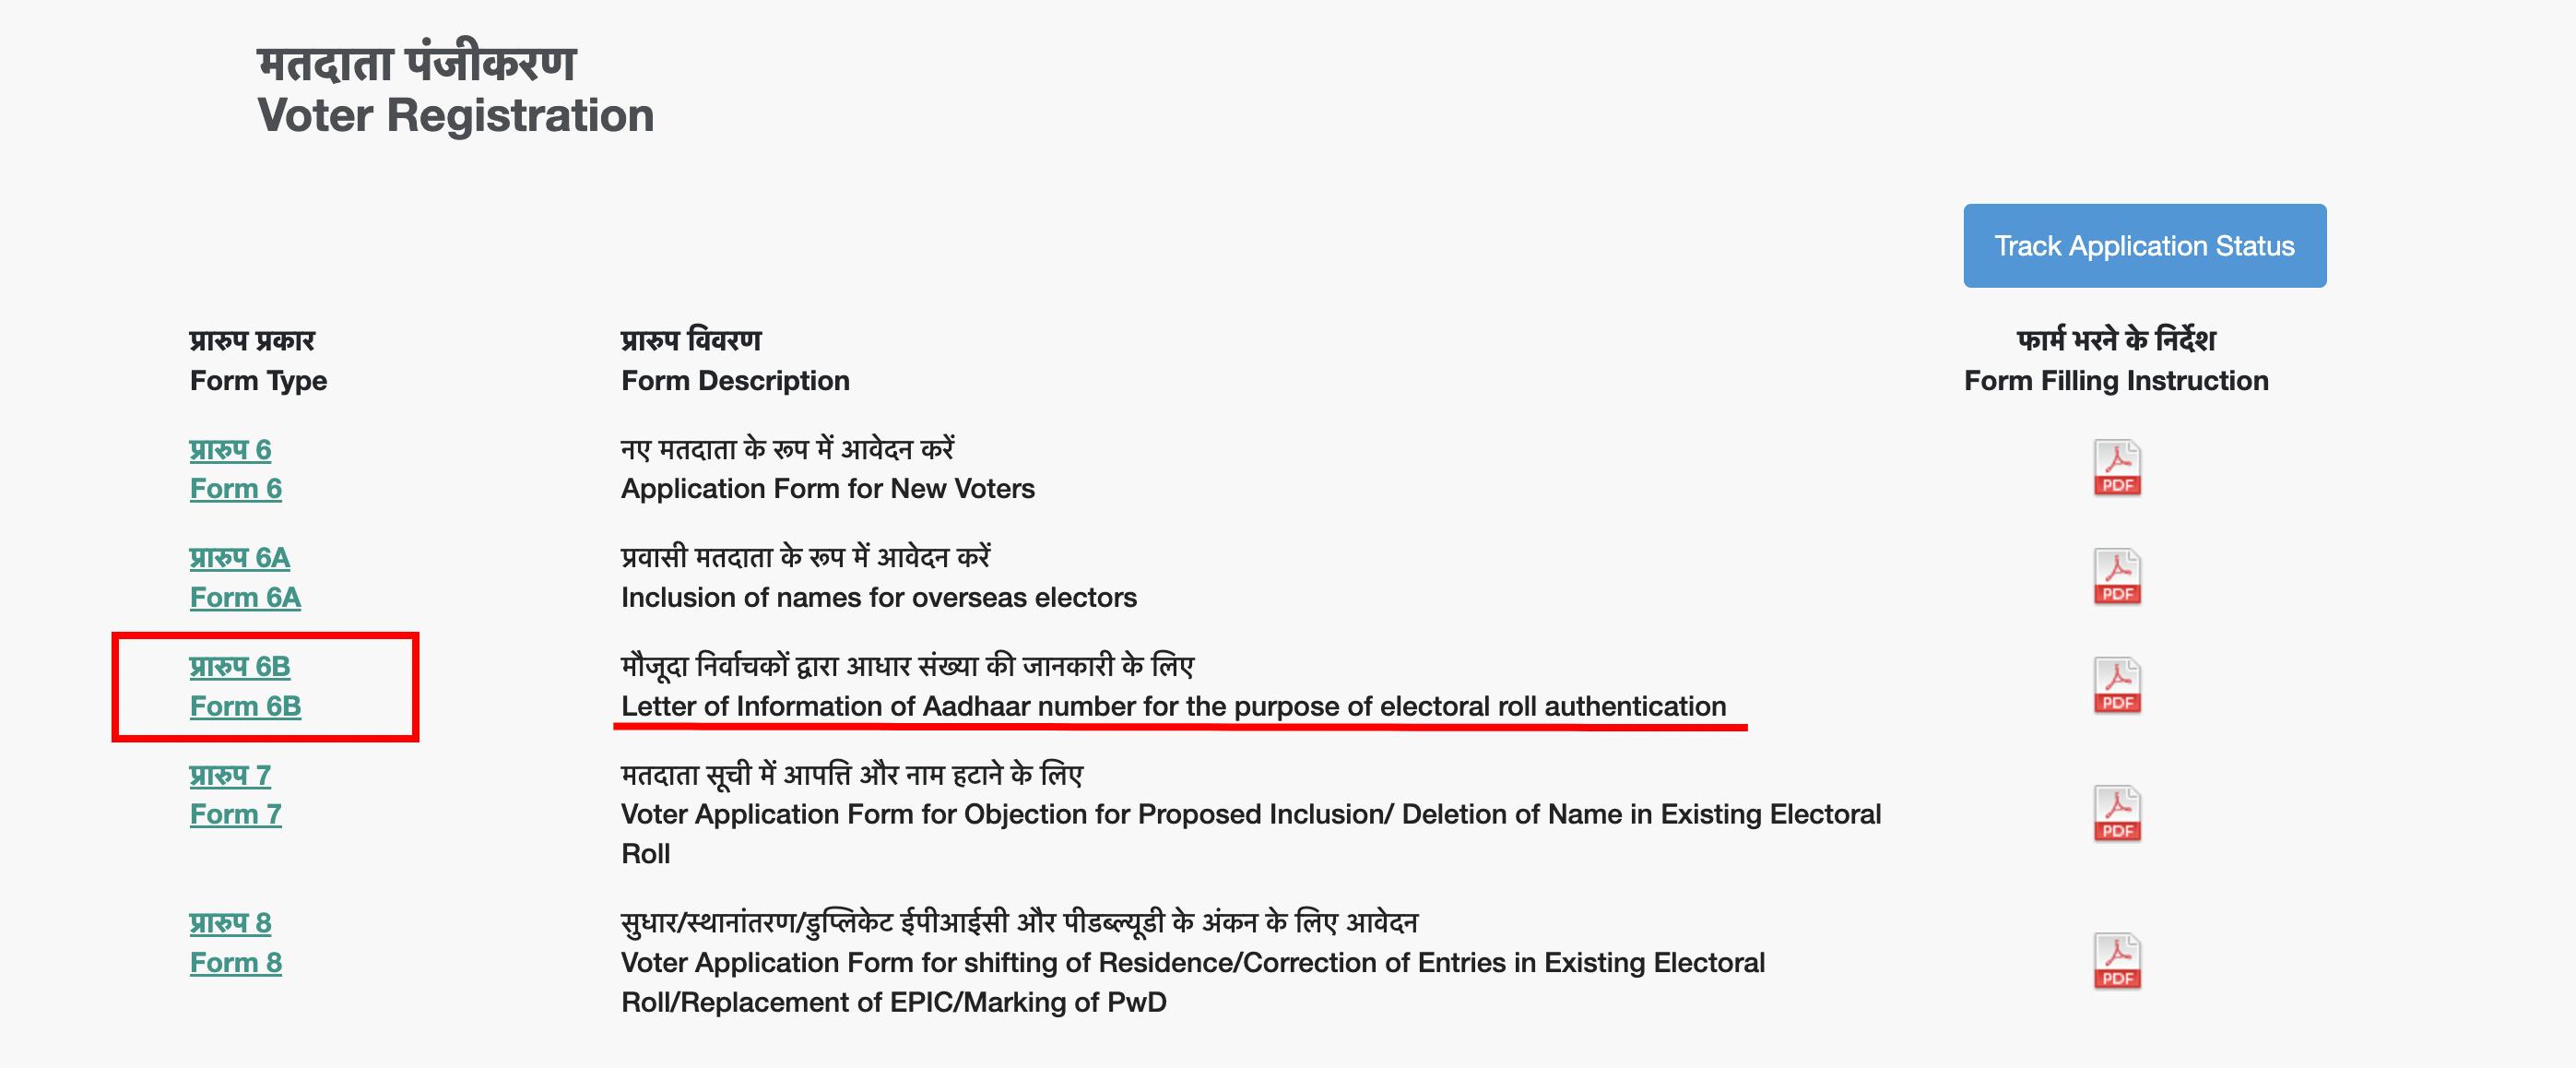 मतदाता पंजीकरण
Voter Registration
Track Application Status
प्रारुप प्रकार
Form Type
प्रारुप विवरण
Form Description
फार्म भरने के निर्देश
Form Filling Instruction
प्रारुप 6
Form 6
नए मतदाता के रूप में आवेदन करें
Application Form for New Voters
PDF
प्रारुप 6A
Form 6A
प्रवासी मतदाता के रूप में आवेदन करें
Inclusion of names for overseas electors
PDF
प्रारुप 6B
Form 6B
मौजूदा निर्वाचकों द्वारा आधार संख्या की जानकारी के लिए
Letter of Information of Aadhaar number for the purpose of electoral roll authentication
PDF
प्रारुप 7
Form 7
मतदाता सूची में आपत्ति और नाम हटाने के लिए
Voter Application Form for Objection for Proposed Inclusion/ Deletion of Name in Existing Electoral
Roll
PDF
प्रारुप 8
Form 8
सुधार/स्थानांतरण/डुप्लिकेट ईपीआईसी और पीडब्ल्यूडी के अंकन के लिए आवेदन
Voter Application Form for shifting of Residence/Correction of Entries in Existing Electoral
Roll/Replacement of EPIC/Marking of PwD
PDF